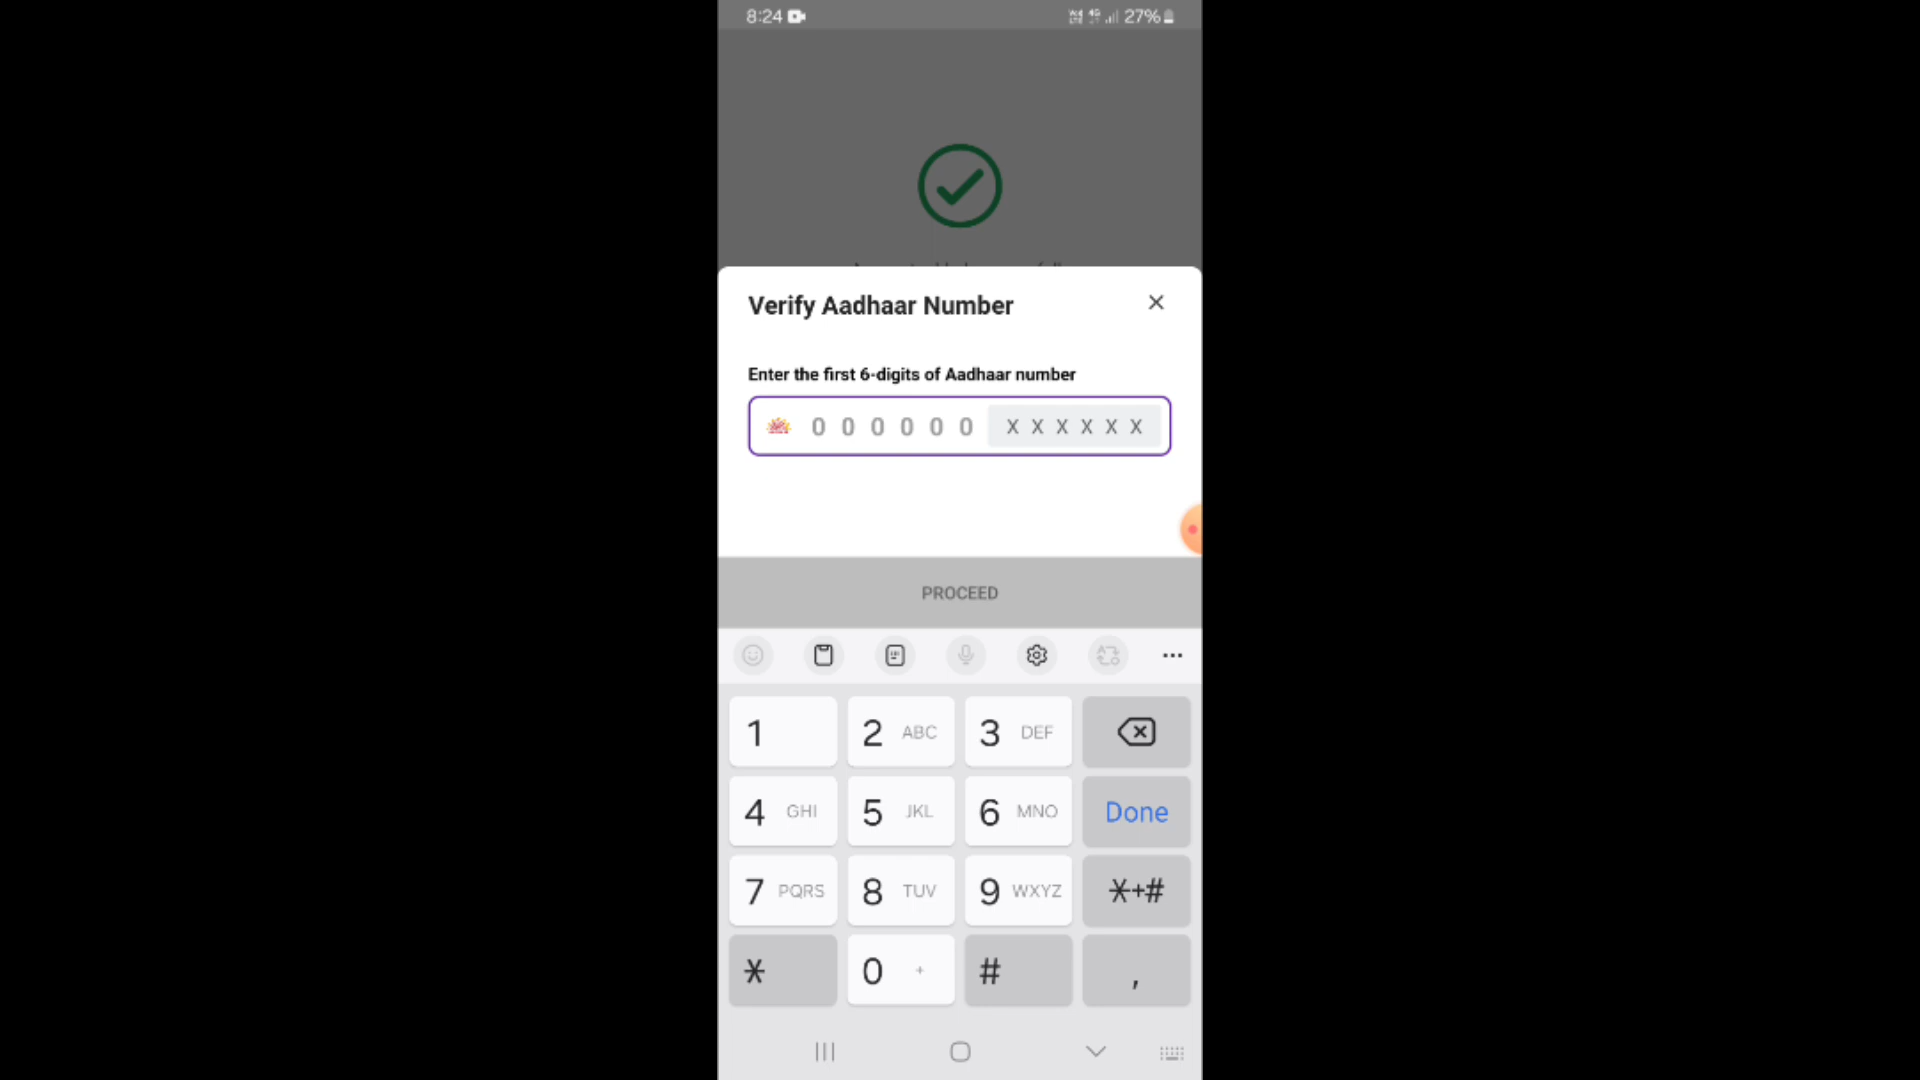 8:24 27%
Verify Aadhaar Number
Enter the first 6-digits of Aadhaar number
0 0 0 0 0 0 X X X X X X
PROCEED
1 2 ABC 3 DEF
4 GHI 5 JKL 6 MNO Done
7 PQRS 8 TUV 9 WXYZ *+#
* 0 + # ,